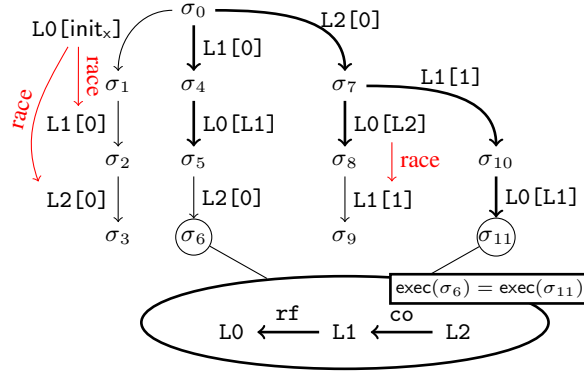 σ0
L0[initx] L1[0] L2[0]
σ1 σ4 σ7 L1[1]
race race
L1[0] L0[L1] L0[L2]
σ2 σ5 σ8 race σ10
L2[0] L2[0] L1[1] L0[L1]
σ3 σ6 σ9 σ11
exec(σ6) = exec(σ11)
rf co
L0 L1 L2